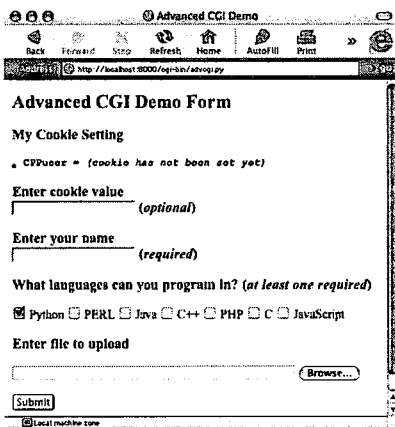 Advanced CGI Demo
Back Forward Stop Refresh Home AutoFill Print »
http://localhost:8000/cgi-bin/advcgi.py
Advanced CGI Demo Form
My Cookie Setting
• CPPuser = (cookie has not been set yet)
Enter cookie value
(optional)
Enter your name
(required)
What languages can you program in? (at least one required)
Python PERL Java C++ PHP C JavaScript
Enter file to upload
Browse...
Submit
Local machine zone